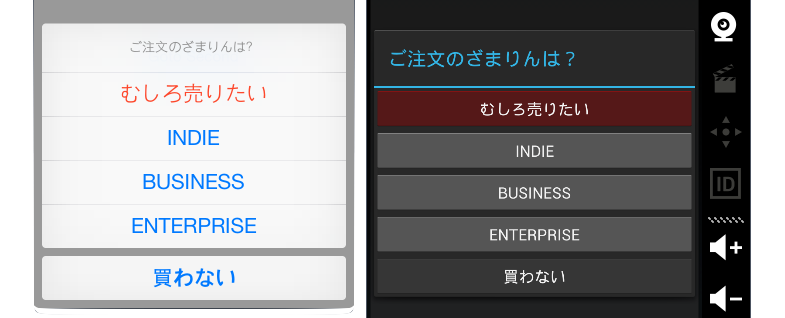 ご注文のざまりんは?
むしろ売りたい
INDIE
BUSINESS
ENTERPRISE
買わない
ご注文のざまりんは？
むしろ売りたい
INDIE
BUSINESS
ENTERPRISE
買わない
ID